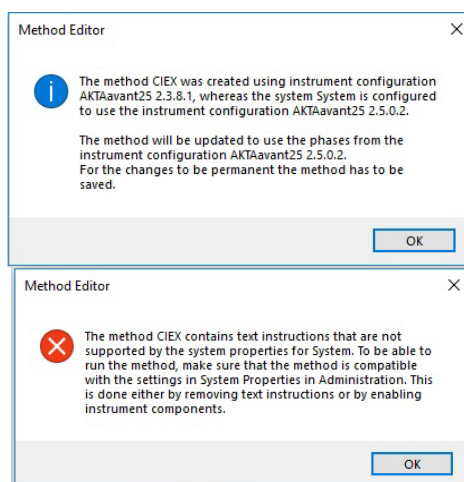 Method Editor
The method CIEX was created using instrument configuration
AKTAavant25 2.3.8.1, whereas the system System is configured
to use the instrument configuration AKTAavant25 2.5.0.2.
The method will be updated to use the phases from the
instrument configuration AKTAavant25 2.5.0.2.
For the changes to be permanent the method has to be
saved.
OK
Method Editor
The method CIEX contains text instructions that are not
supported by the system properties for System. To be able to
run the method, make sure that the method is compatible
with the settings in System Properties in Administration. This
is done either by removing text instructions or by enabling
instrument components.
OK